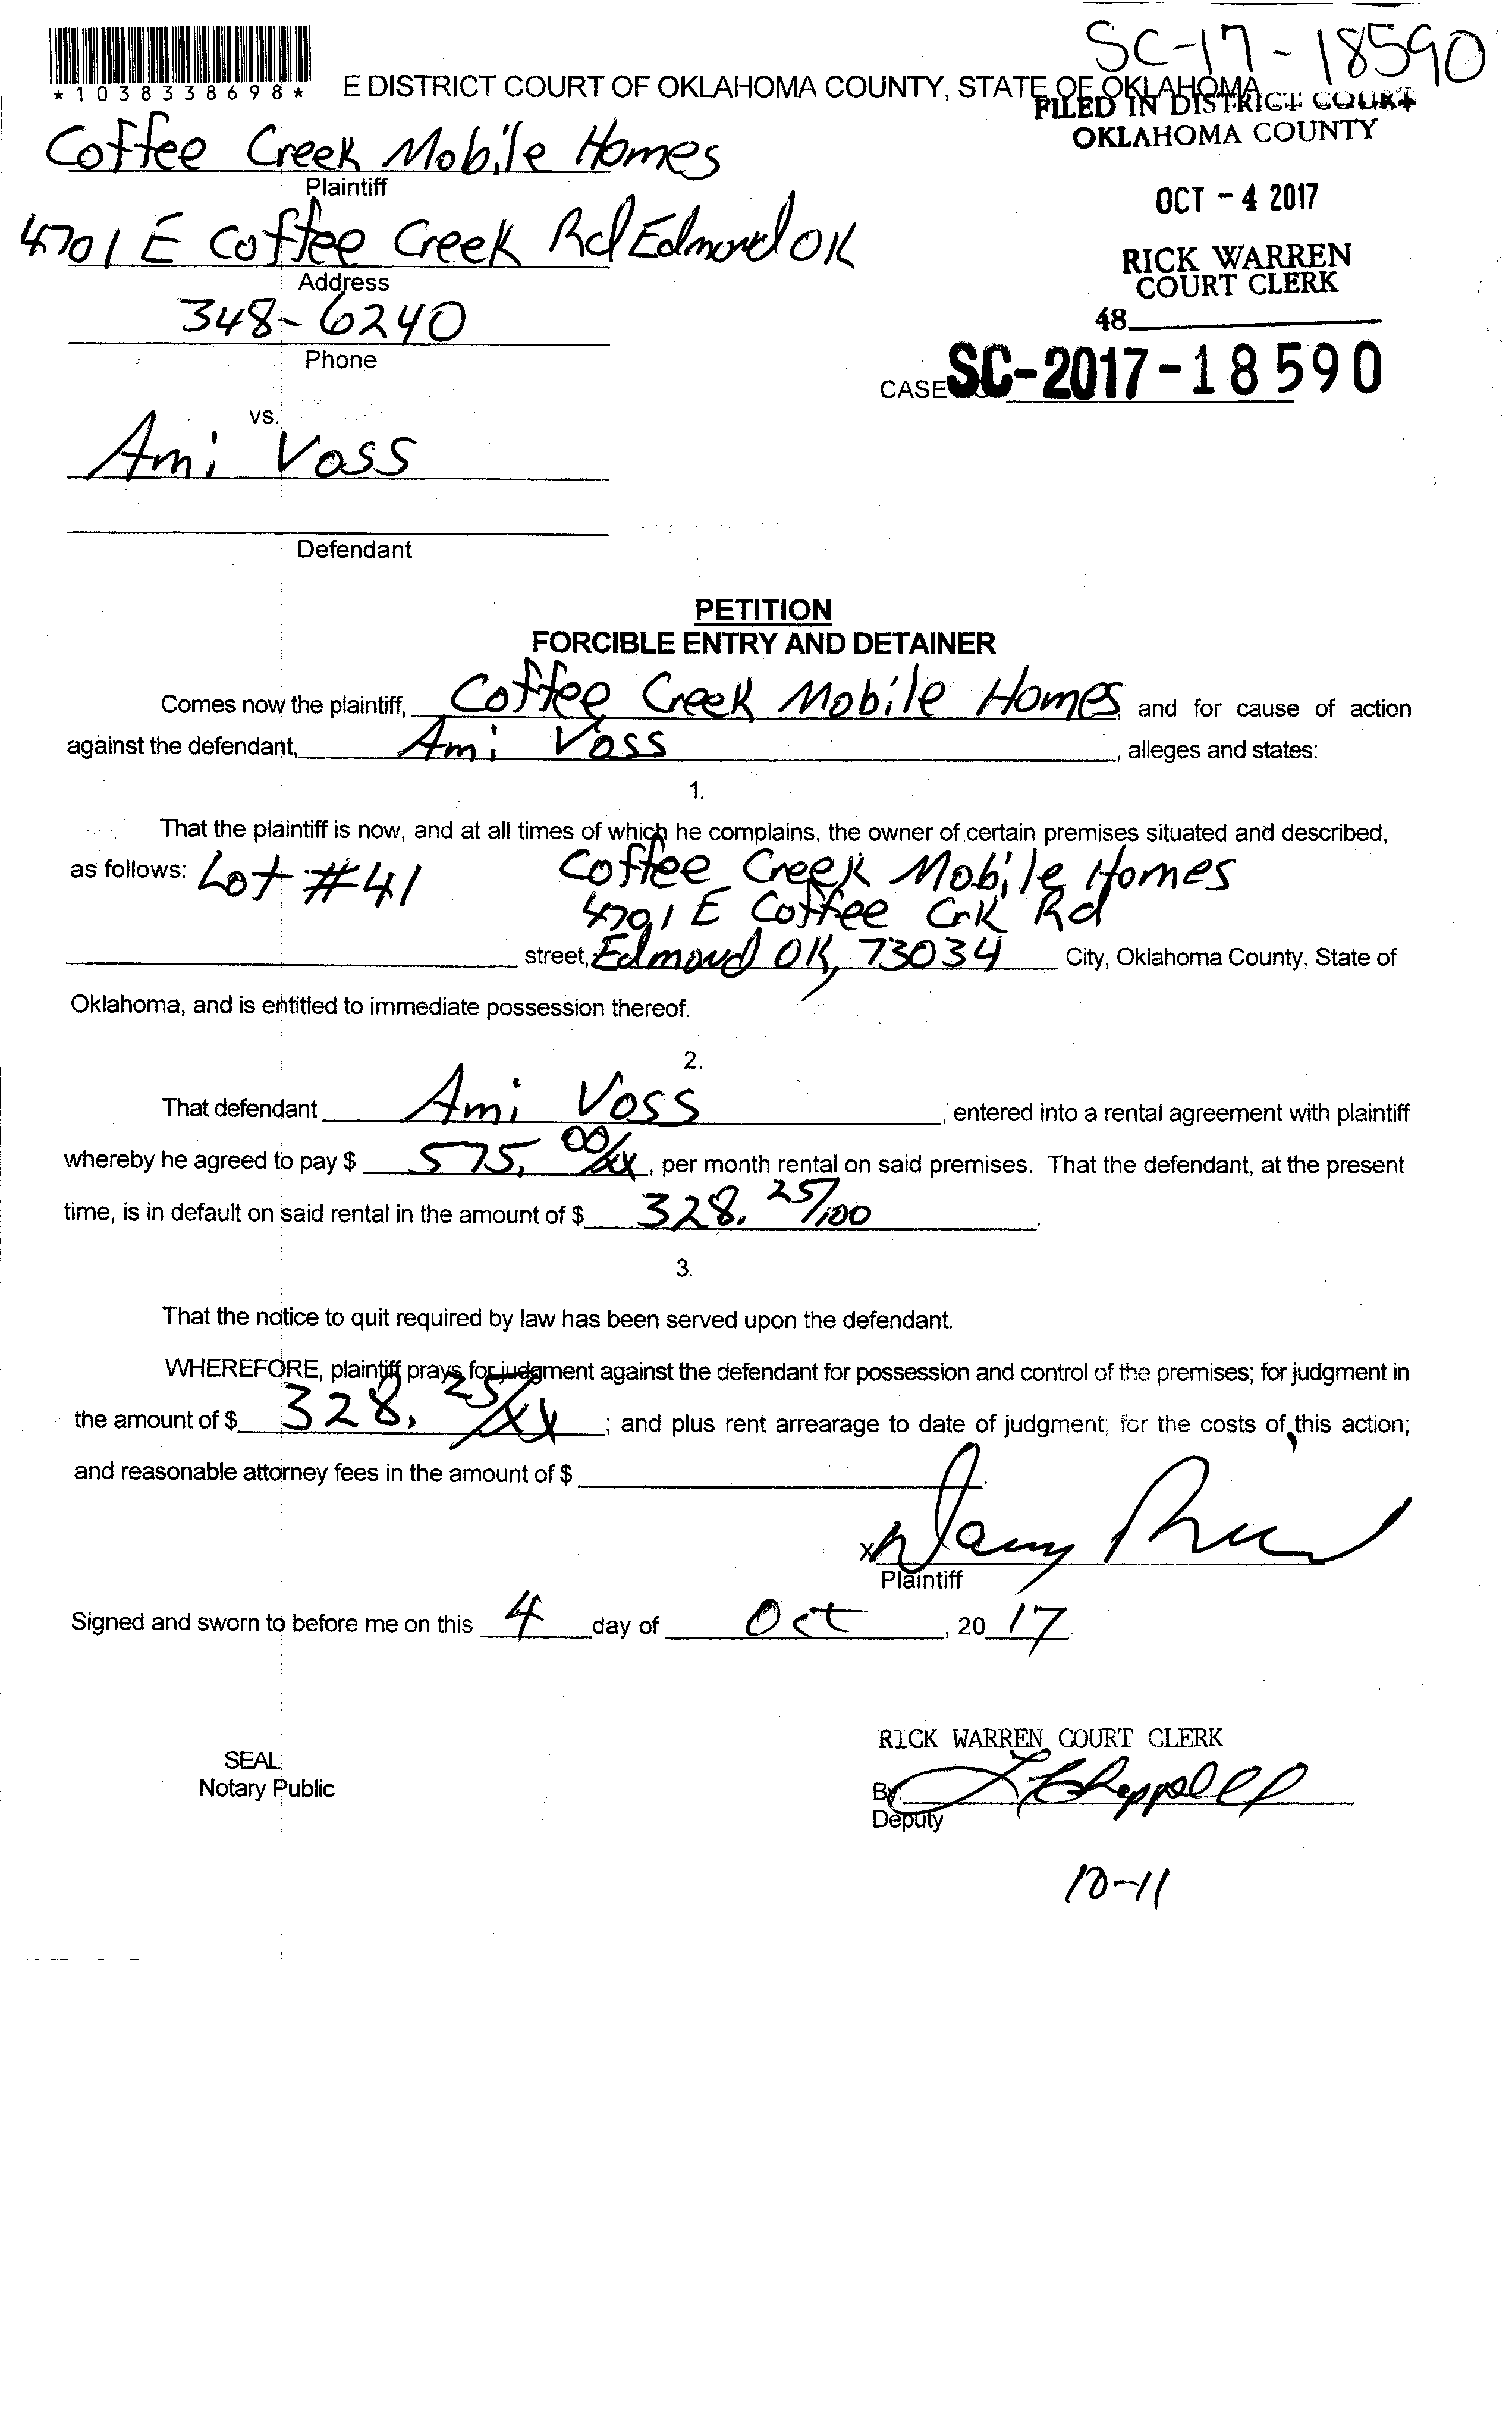 SC-17-18590
*1038338698*
E DISTRICT COURT OF OKLAHOMA COUNTY, STATE OF OKLAHOMA
FILED IN DISTRICT COURT
OKLAHOMA COUNTY
Coffee Creek Mobile Homes
Plaintiff
OCT - 4 2017
4701 E Coffee Creek Rd Edmond OK
Address
RICK WARREN
COURT CLERK
348-6240
Phone
48
CASE SC-2017-18590
vs.
Ami Voss
Defendant
PETITION
FORCIBLE ENTRY AND DETAINER
Comes now the plaintiff, Coffee Creek Mobile Homes and for cause of action
against the defendant, Ami Voss, alleges and states:
1.
That the plaintiff is now, and at all times of which he complains, the owner of certain premises situated and described,
as follows: Lot #41 Coffee Creek Mobile Homes
4701 E Coffee Crk Rd
street, Edmond OK, 73034 City, Oklahoma County, State of
Oklahoma, and is entitled to immediate possession thereof.
2.
That defendant Ami Voss, entered into a rental agreement with plaintiff
whereby he agreed to pay $ 575. 00/xx, per month rental on said premises. That the defendant, at the present
time, is in default on said rental in the amount of $ 328. 25/100.
3.
That the notice to quit required by law has been served upon the defendant.
WHEREFORE, plaintiff prays for judgment against the defendant for possession and control of the premises; for judgment in
the amount of $ 328. 25/xx; and plus rent arrearage to date of judgment; for the costs of this action;
and reasonable attorney fees in the amount of $
x
Plaintiff
Signed and sworn to before me on this 4 day of Oct, 2017.
RICK WARREN COURT CLERK
SEAL
Notary Public
By
Deputy
10-11